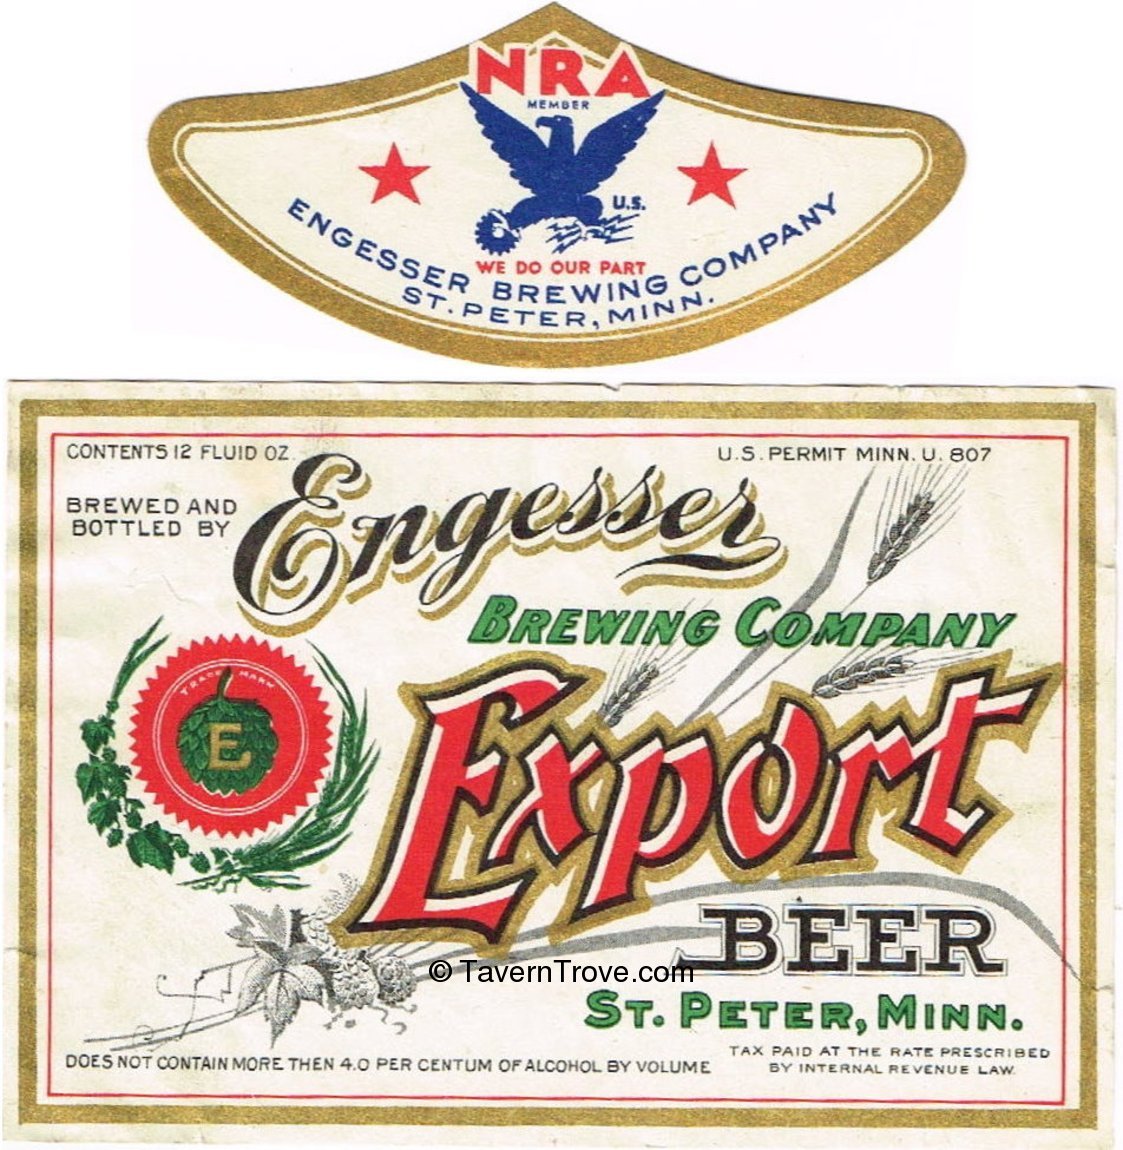 NRA
MEMBER
U.S.
WE DO OUR PART
ENGESSER BREWING COMPANY
ST. PETER, MINN.
CONTENTS 12 FLUID OZ.
U.S. PERMIT MINN. U. 807
BREWED AND
BOTTLED BY
Engesser
BREWING COMPANY
TRADE MARK
E
Export
BEER
© TavernTrove.com
ST. PETER, MINN.
DOES NOT CONTAIN MORE THEN 4.0 PER CENTUM OF ALCOHOL BY VOLUME
TAX PAID AT THE RATE PRESCRIBED
BY INTERNAL REVENUE LAW.